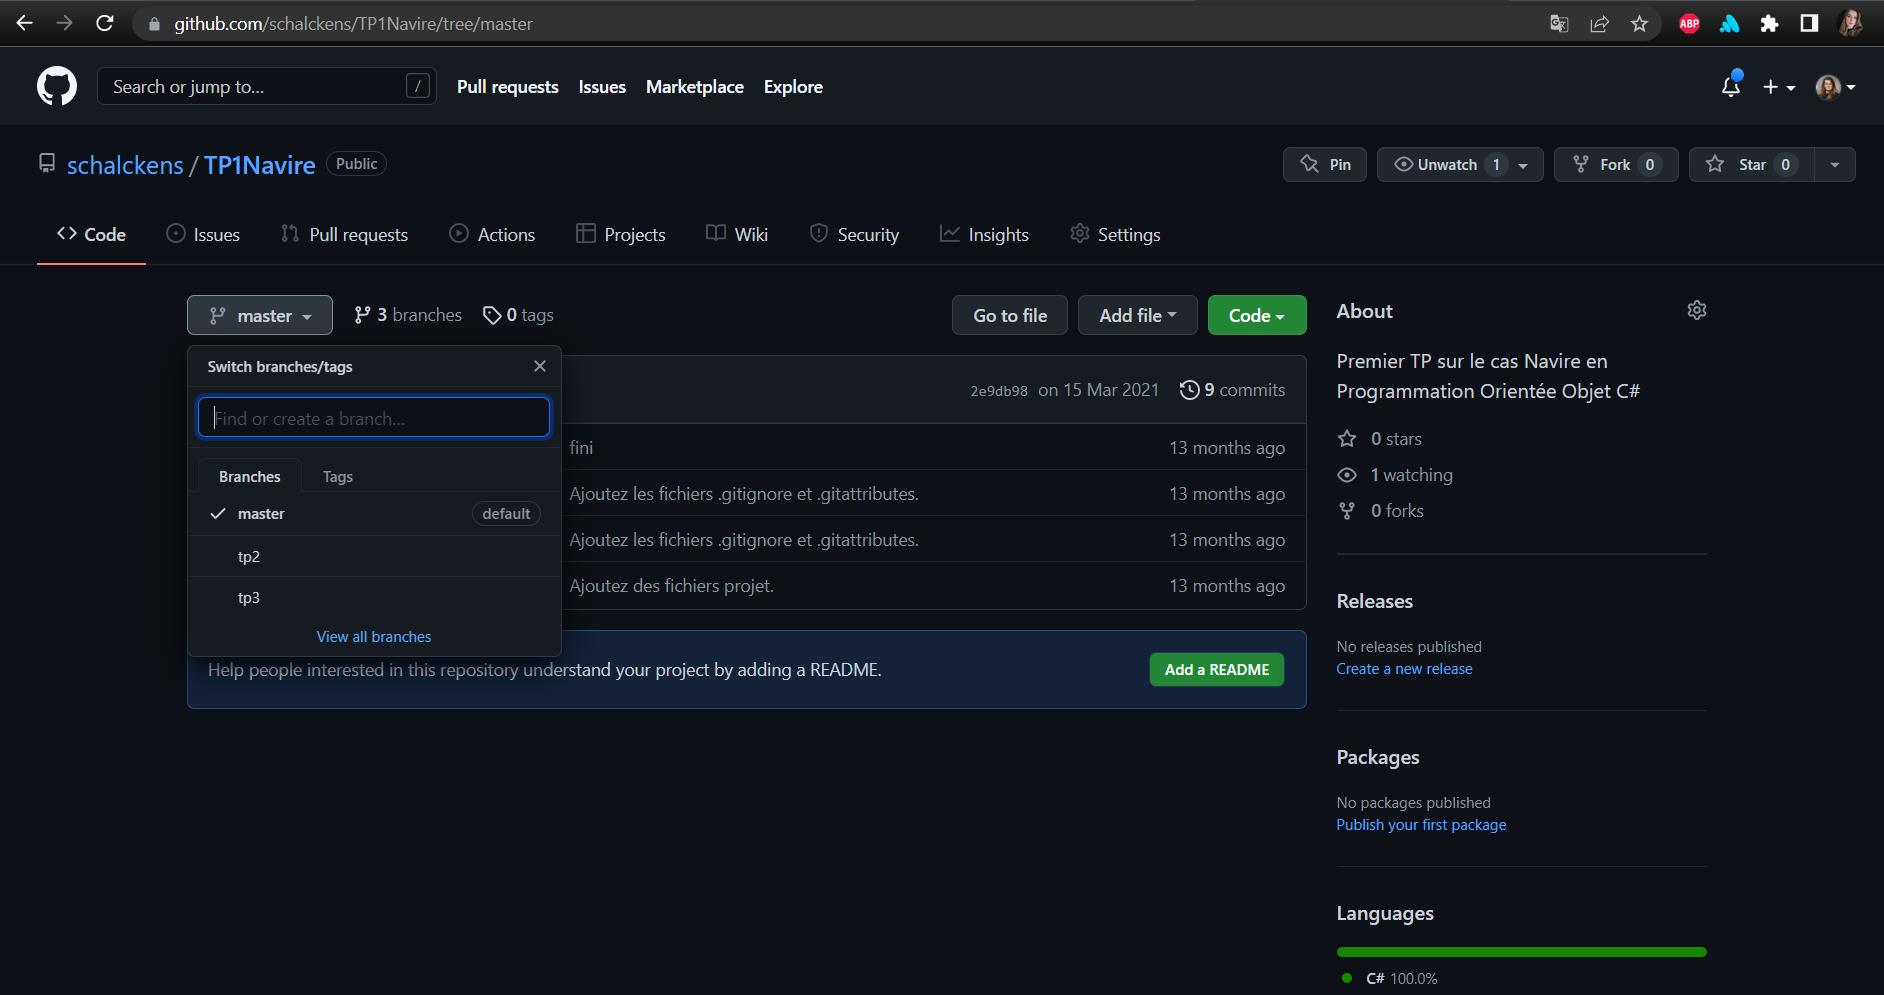 github.com/schalckens/TP1Navire/tree/master
ABP
Search or jump to... /
Pull requests Issues Marketplace Explore
schalckens / TP1Navire Public
Pin Unwatch 1 Fork 0 Star 0
Code Issues Pull requests Actions Projects Wiki Security Insights Settings
master 3 branches 0 tags Go to file Add file Code
Switch branches/tags
Find or create a branch...
Branches Tags
master default
tp2
tp3
View all branches
2e9db98 on 15 Mar 2021 9 commits
fini 13 months ago
Ajoutez les fichiers .gitignore et .gitattributes. 13 months ago
Ajoutez les fichiers .gitignore et .gitattributes. 13 months ago
Ajoutez des fichiers projet. 13 months ago
Help people interested in this repository understand your project by adding a README. Add a README
About
Premier TP sur le cas Navire en
Programmation Orientée Objet C#
0 stars
1 watching
0 forks
Releases
No releases published
Create a new release
Packages
No packages published
Publish your first package
Languages
C# 100.0%